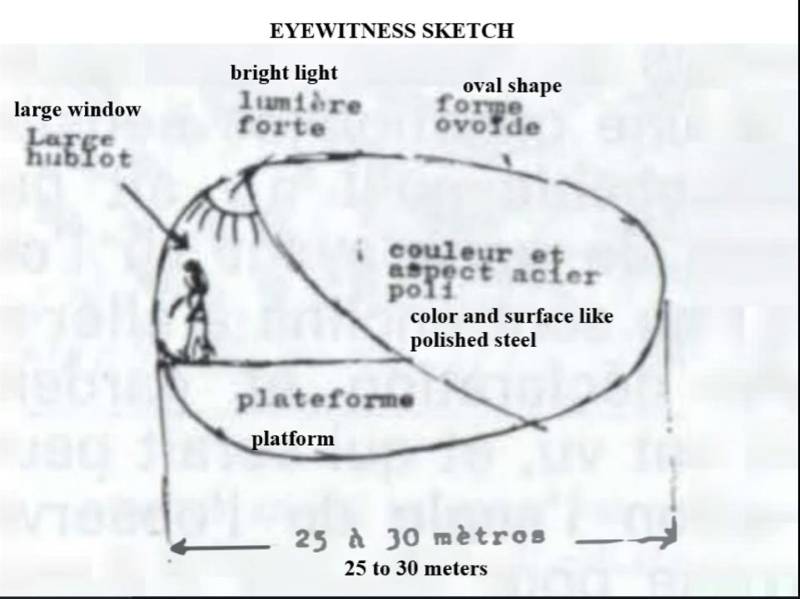 EYEWITNESS SKETCH
bright light
lumière
forte
oval shape
forme
ovoïde
large window
Large
hublot
couleur et
aspect acier
poli
color and surface like
polished steel
plateforme
platform
25 à 30 mètros
25 to 30 meters